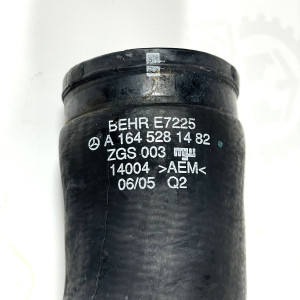 BEHR E7225
A 164 528 14 82
ZGS 003
14004 >AEM<
06/05 Q2